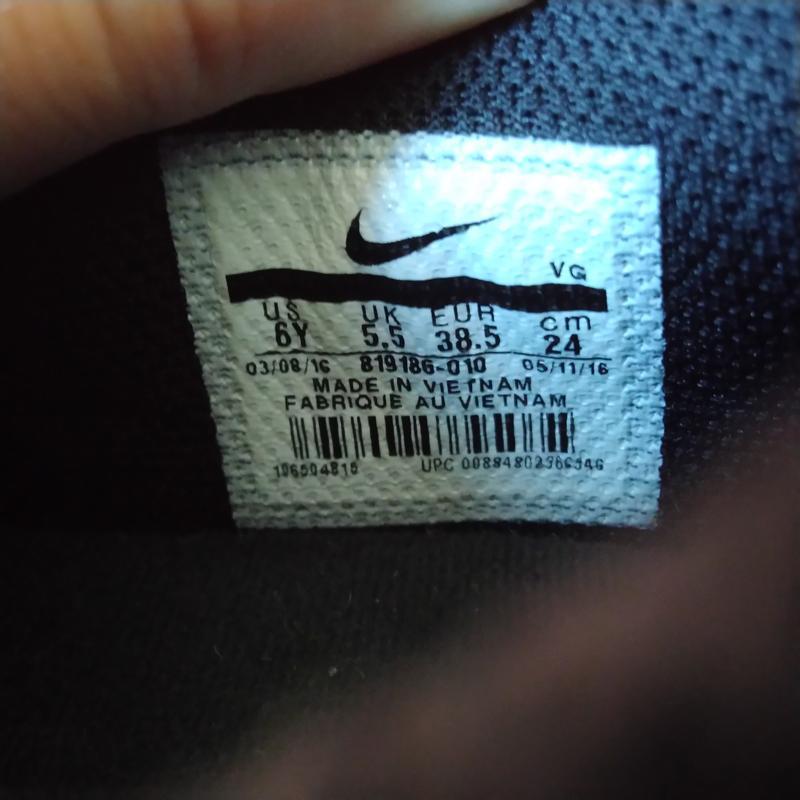 VG
US UK EUR cm
6Y 5.5 38.5 24
03/08/16 819186-010 05/11/16
MADE IN VIETNAM
FABRIQUE AU VIETNAM
UPC